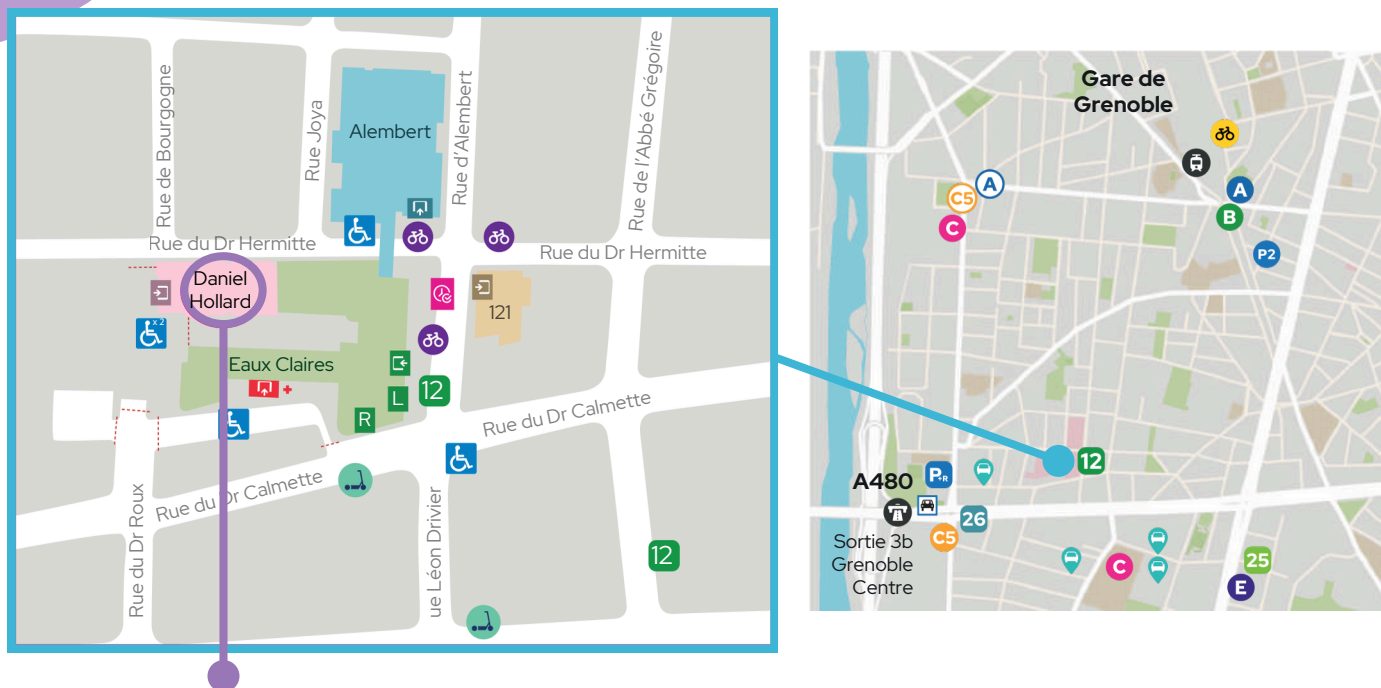 Rue de Bourgogne
Rue Joya
Alembert
Rue d'Alembert
Rue de l'Abbé Grégoire
Rue du Dr Hermitte
Rue du Dr Hermitte
Daniel
Hollard
x 2
121
Eaux Claires
12
L
R
Rue du Dr Calmette
Rue du Dr Calmette
Rue du Dr Roux
ue Léon Drivier
12
Gare de
Grenoble
A
C5
C
A
B
P2
12
P+R
A480
26
C5
Sortie 3b
Grenoble
Centre
C
25
E